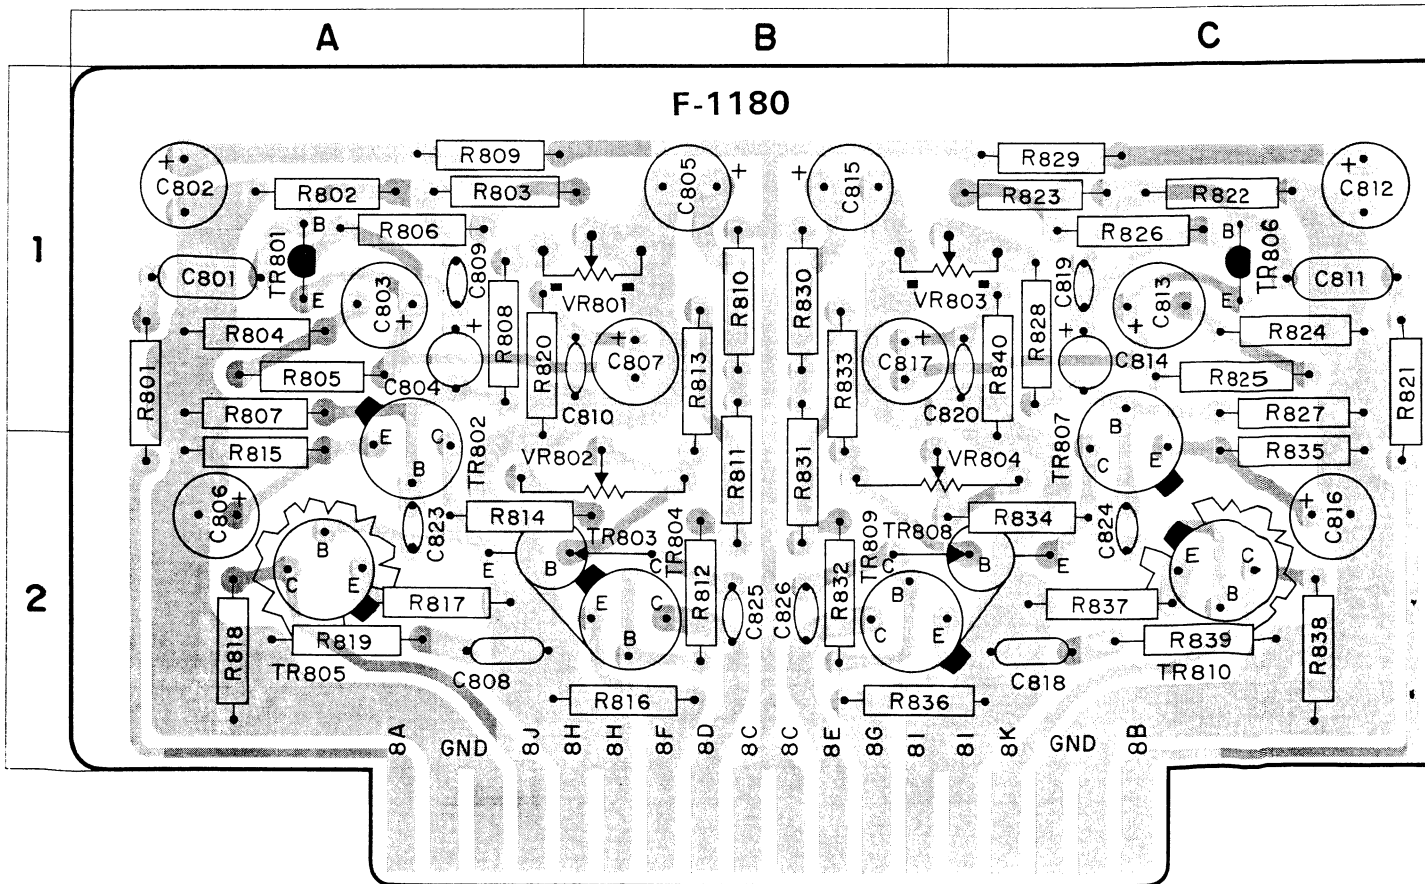 A B C
F-1180
1
2
R809
R829
C802
R802
R803
C805
+
C815
+
R823
R822
C812
+
R806
R826
TR801
B
E
C801
C803
+
C809
R808
VR801
R810
R830
VR803
C819
C813
+
B
E
TR806
C811
R804
R820
C807
+
R813
R833
C817
+
R840
R828
R824
R801
R805
C804
+
C810
C820
C814
+
R825
R821
R807
R827
R815
E
C
B
TR802
VR802
R811
R831
VR804
TR807
B
C
E
R835
C806
+
C823
R814
TR803
TR804
TR809
TR808
R834
C824
C816
+
B
C
E
E
B
C
R812
R832
C
B
E
E
C
B
R817
E
C
B
C825
C826
B
C
E
R837
R818
R819
TR805
C808
C818
R839
TR810
R838
R816
R836
8A
GND
8J
8H
8H
8F
8D
8C
8C
8E
8G
8I
8I
8K
GND
8B